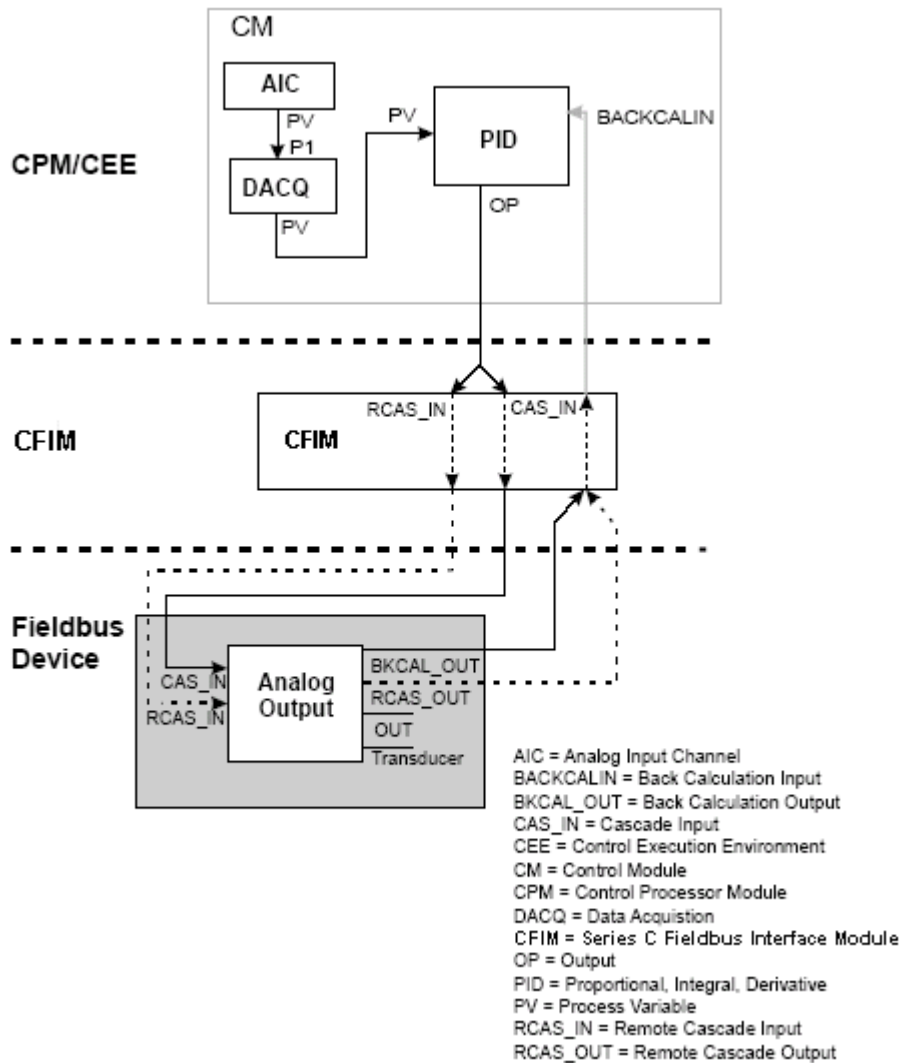 CM
AIC
PV
P1
DACQ
PV
PV
PID
OP
BACKCALIN
CPM/CEE
RCAS_IN
CAS_IN
CFIM
CFIM
Fieldbus
Device
CAS_IN
RCAS_IN
Analog
Output
BKCAL_OUT
RCAS_OUT
OUT
Transducer
AIC = Analog Input Channel
BACKCALIN = Back Calculation Input
BKCAL_OUT = Back Calculation Output
CAS_IN = Cascade Input
CEE = Control Execution Environment
CM = Control Module
CPM = Control Processor Module
DACQ = Data Acquistion
CFIM = Series C Fieldbus Interface Module
OP = Output
PID = Proportional, Integral, Derivative
PV = Process Variable
RCAS_IN = Remote Cascade Input
RCAS_OUT = Remote Cascade Output